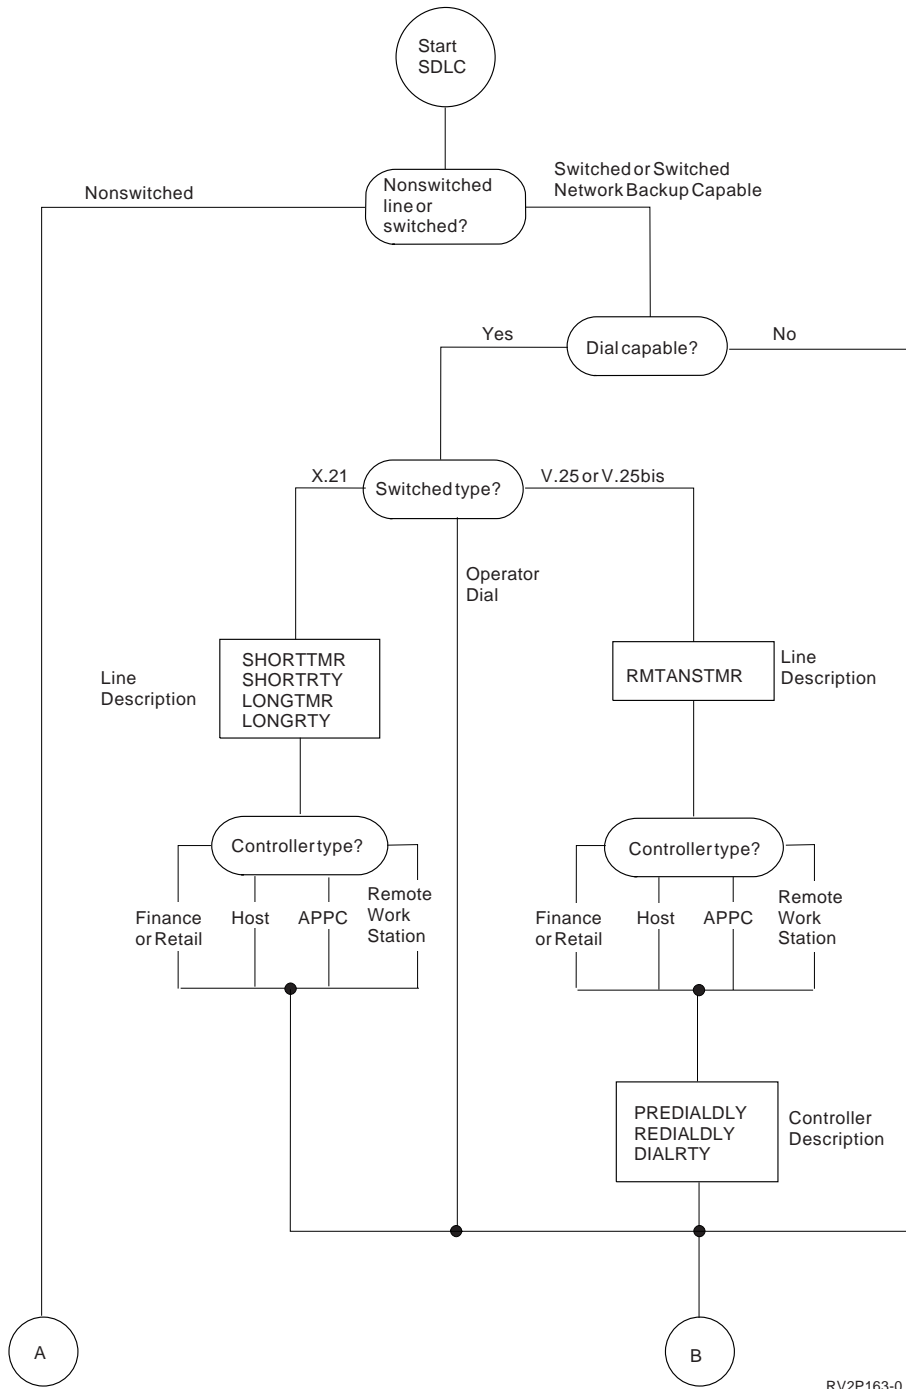 Start
SDLC
Nonswitched
Nonswitched
line or
switched?
Switched or Switched
Network Backup Capable
Yes
Dial capable?
No
X.21
Switched type?
V.25 or V.25bis
Operator
Dial
Line
Description
SHORTTMR
SHORTRTY
LONGTMR
LONGRTY
RMTANSTMR
Line
Description
Controller type?
Controller type?
Finance
or Retail
Host
APPC
Remote
Work
Station
Finance
or Retail
Host
APPC
Remote
Work
Station
PREDIALDLY
REDIALDLY
DIALRTY
Controller
Description
A
B
RV2P163-0